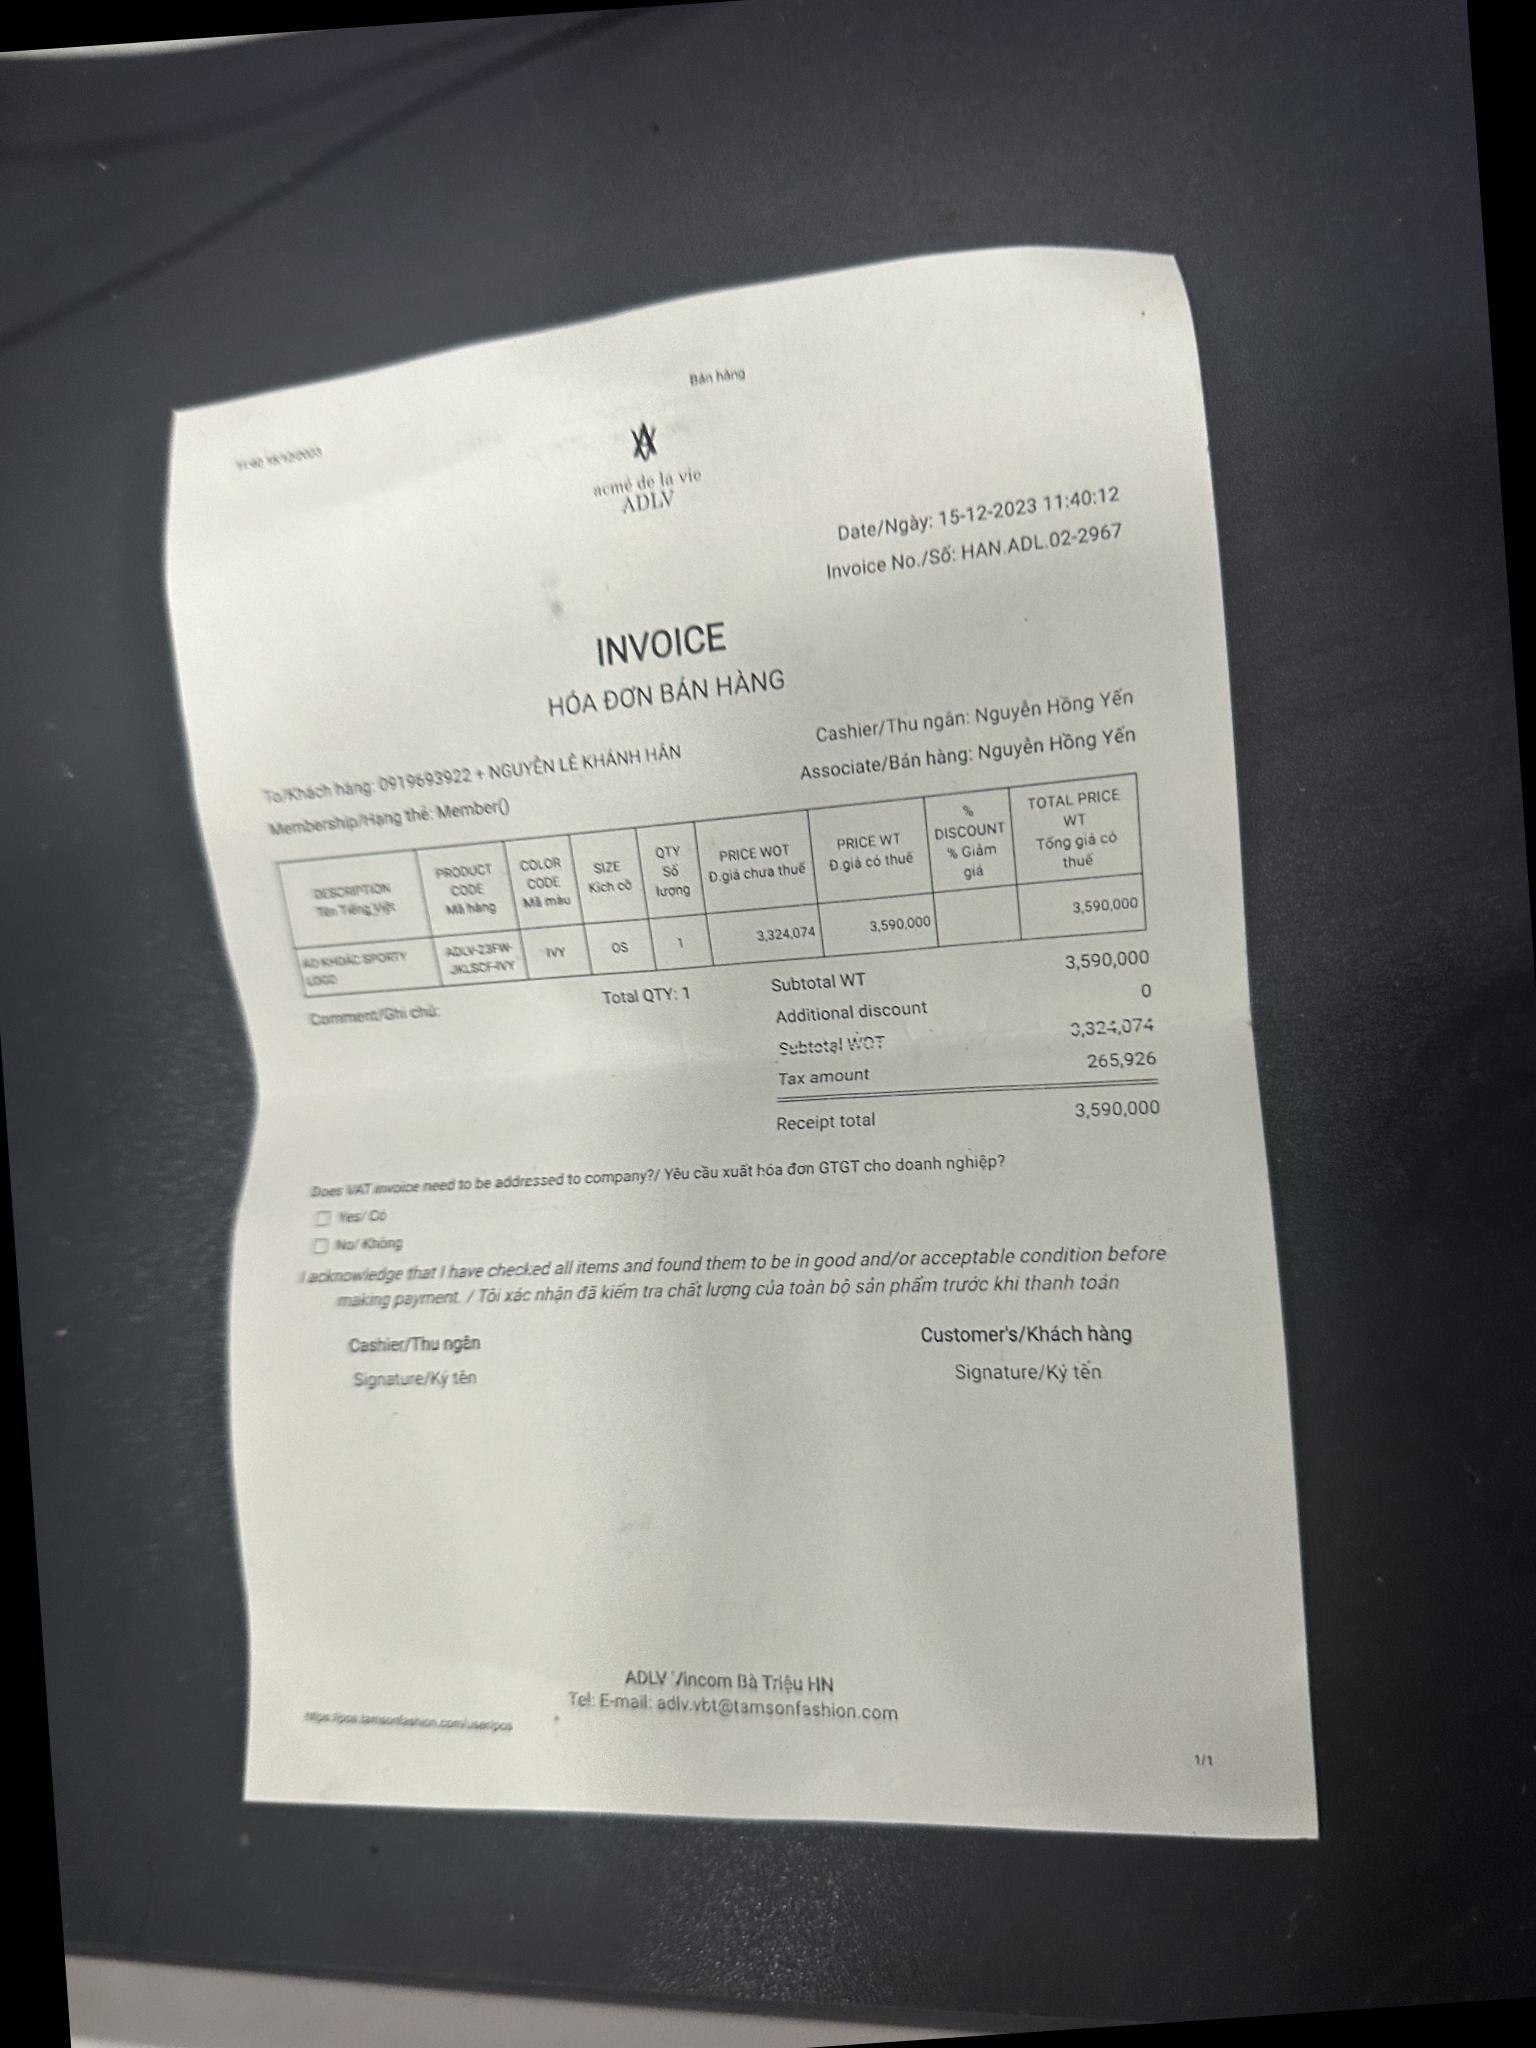 Bán hàng
acmé de la vie
ADLV
Date/Ngày: 15-12-2023 11:40:12
Invoice No./Số: HAN.ADL.02-2967
INVOICE
HÓA ĐƠN BÁN HÀNG
Cashier/Thu ngân: Nguyễn Hồng Yến
To/Khách hàng: 0919693922 + NGUYỄN LÊ KHÁNH HÂN
Associate/Bán hàng: Nguyễn Hồng Yến
Membership/Hạng thẻ: Member()
DESCRIPTION Tên Tiếng Việt
PRODUCT CODE Mã hàng
COLOR CODE Mã màu
SIZE Kích cỡ
QTY Số lượng
PRICE WOT Đ.giá chưa thuế
PRICE WT Đ.giá có thuế
% DISCOUNT % Giảm giá
TOTAL PRICE WT Tổng giá có thuế
AD KHOÁC SPORTY LOGO ADLV-23FW-JKLSCF-IVY IVY OS 1 3,324,074 3,590,000 3,590,000
Comment/Ghi chú: Total QTY: 1
Subtotal WT 3,590,000
Additional discount 0
Subtotal WOT 3,324,074
Tax amount 265,926
Receipt total 3,590,000
Does VAT invoice need to be addressed to company?/ Yêu cầu xuất hóa đơn GTGT cho doanh nghiệp?
Yes/ Có
No/ Không
I acknowledge that I have checked all items and found them to be in good and/or acceptable condition before
making payment. / Tôi xác nhận đã kiểm tra chất lượng của toàn bộ sản phẩm trước khi thanh toán
Cashier/Thu ngân Customer's/Khách hàng
Signature/Ký tên Signature/Ký tên
ADLV Vincom Bà Triệu HN
Tel: E-mail: adlv.vbt@tamsonfashion.com
https://pos.tamsonfashion.com/user/pos
1/1